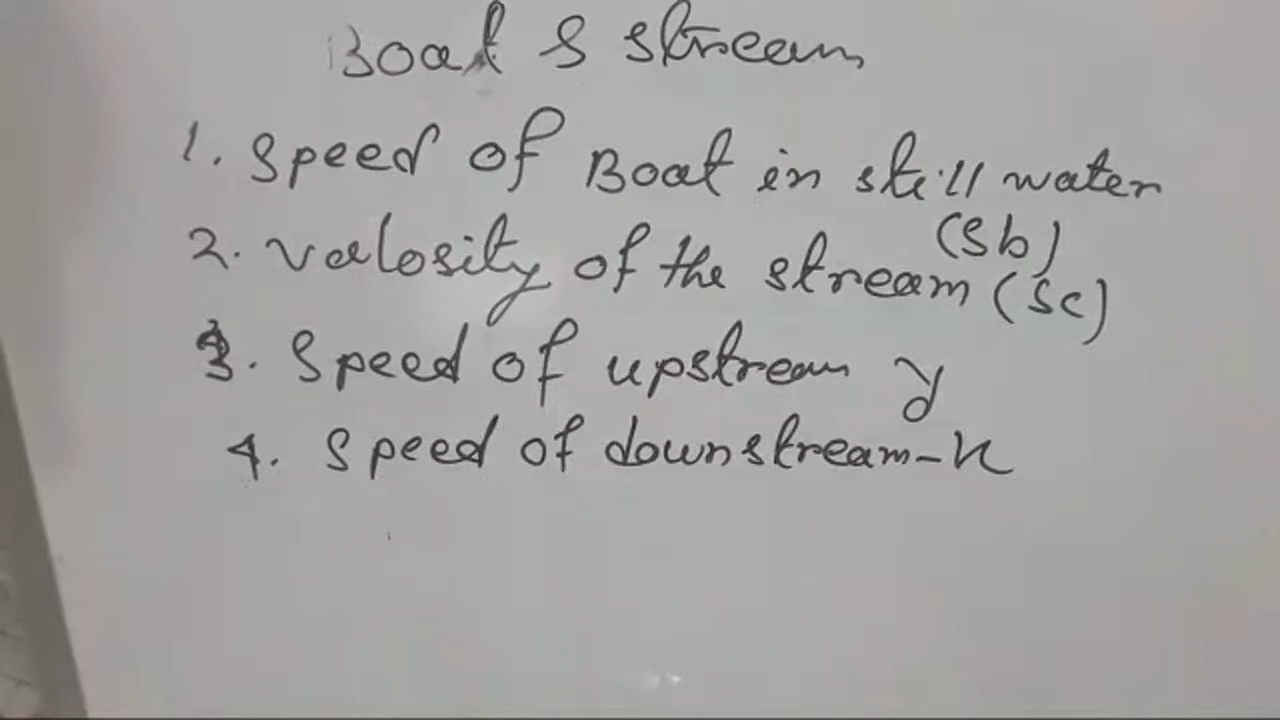 Boat & stream
1. Speed of Boat in still water
(Sb)
2. velosity of the stream (Sc)
3. Speed of upstream y
4. Speed of downstream - x